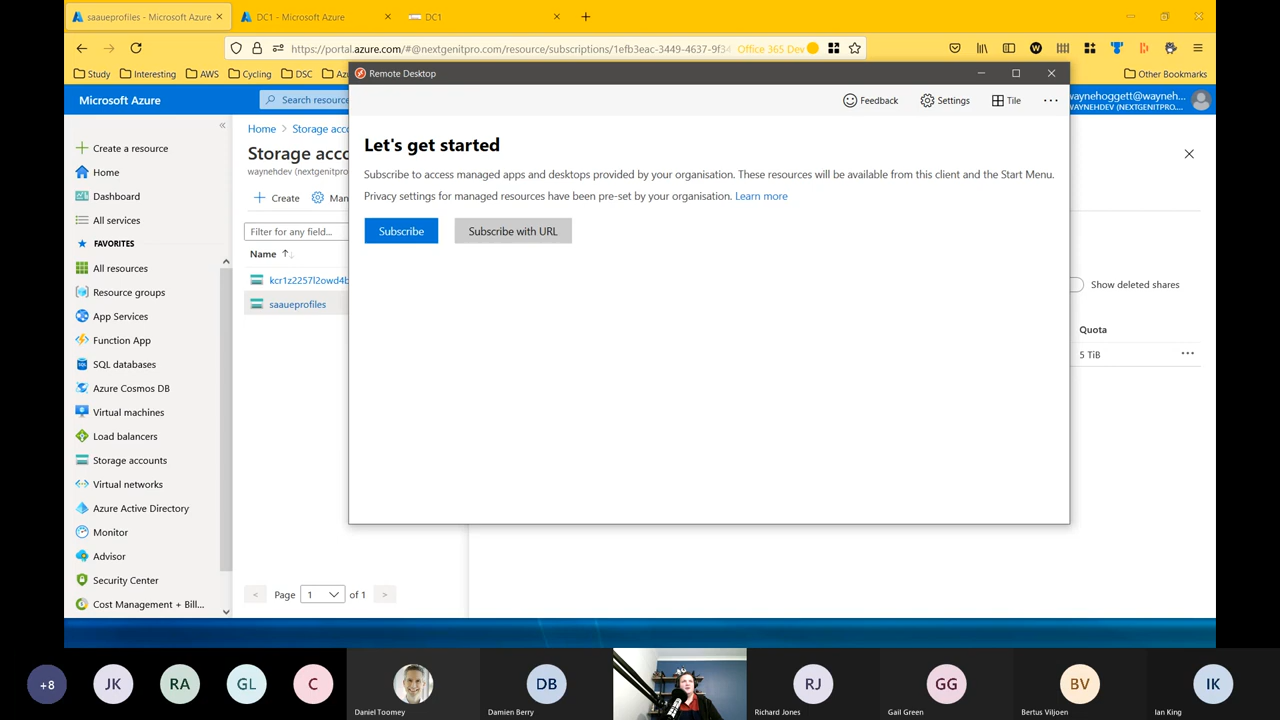 saaueprofiles - Microsoft Azure
DC1 - Microsoft Azure
DC1
https://portal.azure.com/#@nextgenitpro.com/resource/subscriptions/1efb3eac-3449-4637-9f34
Office 365 Dev
Study
Interesting
AWS
Cycling
DSC
Other Bookmarks
Microsoft Azure
Search resource
waynehoggett@wayneh...
WAYNEHDEV (NEXTGENITPRO....
Remote Desktop
Feedback
Settings
Tile
Let's get started
Subscribe to access managed apps and desktops provided by your organisation. These resources will be available from this client and the Start Menu.
Privacy settings for managed resources have been pre-set by your organisation. Learn more
Subscribe
Subscribe with URL
Create a resource
Home
Dashboard
All services
FAVORITES
All resources
Resource groups
App Services
Function App
SQL databases
Azure Cosmos DB
Virtual machines
Load balancers
Storage accounts
Virtual networks
Azure Active Directory
Monitor
Advisor
Security Center
Cost Management + Bill...
Home > Storage acc
Storage acco
waynehdev (nextgenitpro
Create
Man
Filter for any field...
Name
kcr1z2257l2owd4b
saaueprofiles
Page 1 of 1
Show deleted shares
Quota
5 TiB
+8
JK
RA
GL
C
Daniel Toomey
DB
Damien Berry
RJ
Richard Jones
GG
Gail Green
BV
Bertus Viljoen
IK
Ian King